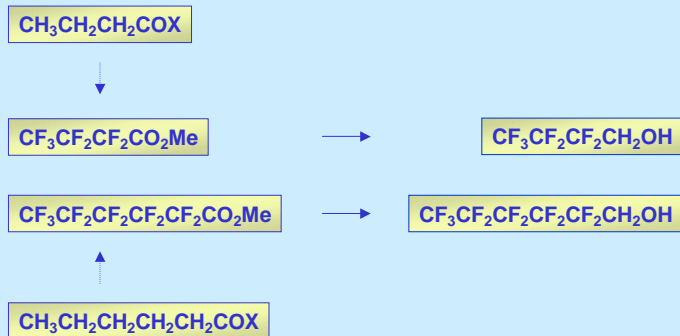 CH₃CH₂CH₂COX
CF₃CF₂CF₂CO₂Me
CF₃CF₂CF₂CH₂OH
CF₃CF₂CF₂CF₂CF₂CO₂Me
CF₃CF₂CF₂CF₂CF₂CH₂OH
CH₃CH₂CH₂CH₂CH₂COX